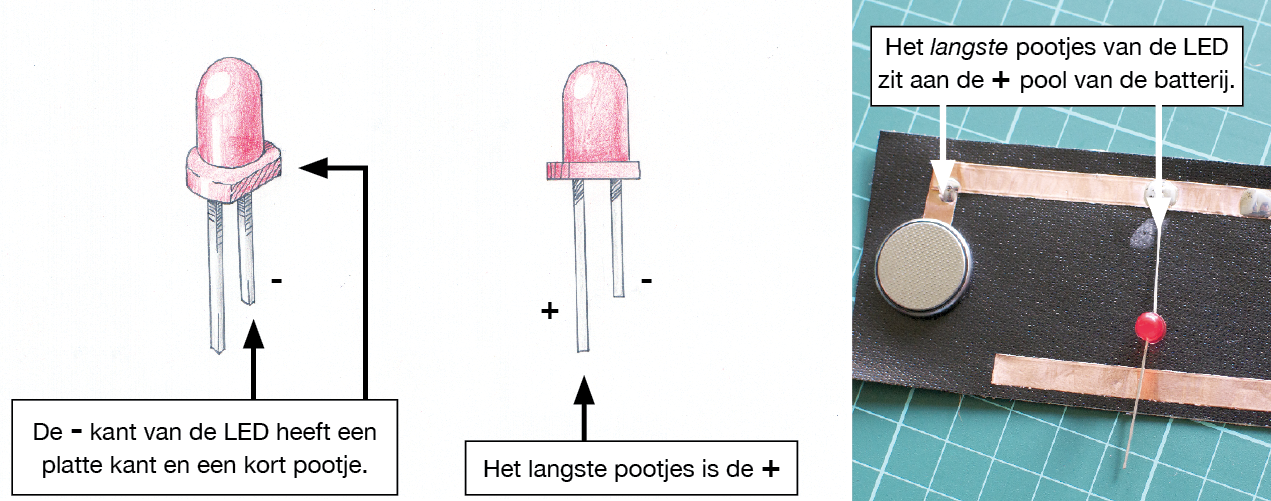 Het langste pootjes van de LED
zit aan de + pool van de batterij.
-
-
+
De - kant van de LED heeft een
platte kant en een kort pootje.
Het langste pootjes is de +